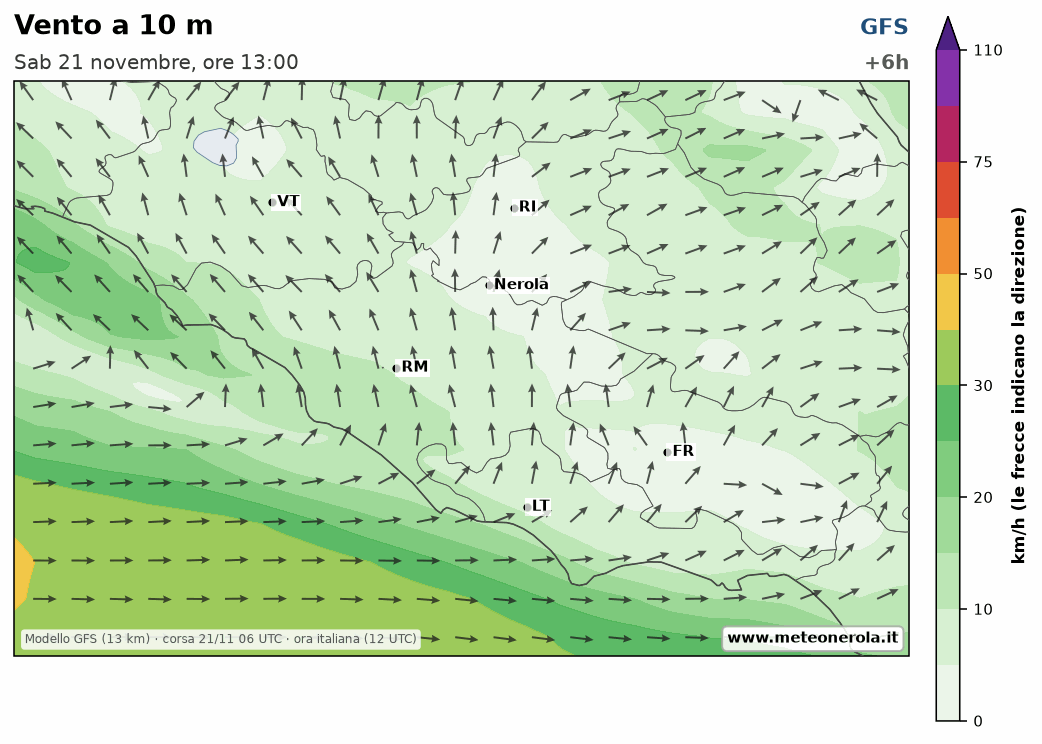 Vento a 10 m
GFS
Sab 21 novembre, ore 13:00
+6h
110
75
50
30
20
10
0
km/h (le frecce indicano la direzione)
VT
RI
Nerola
RM
FR
LT
Modello GFS (13 km) · corsa 21/11 06 UTC · ora italiana (12 UTC)
www.meteonerola.it